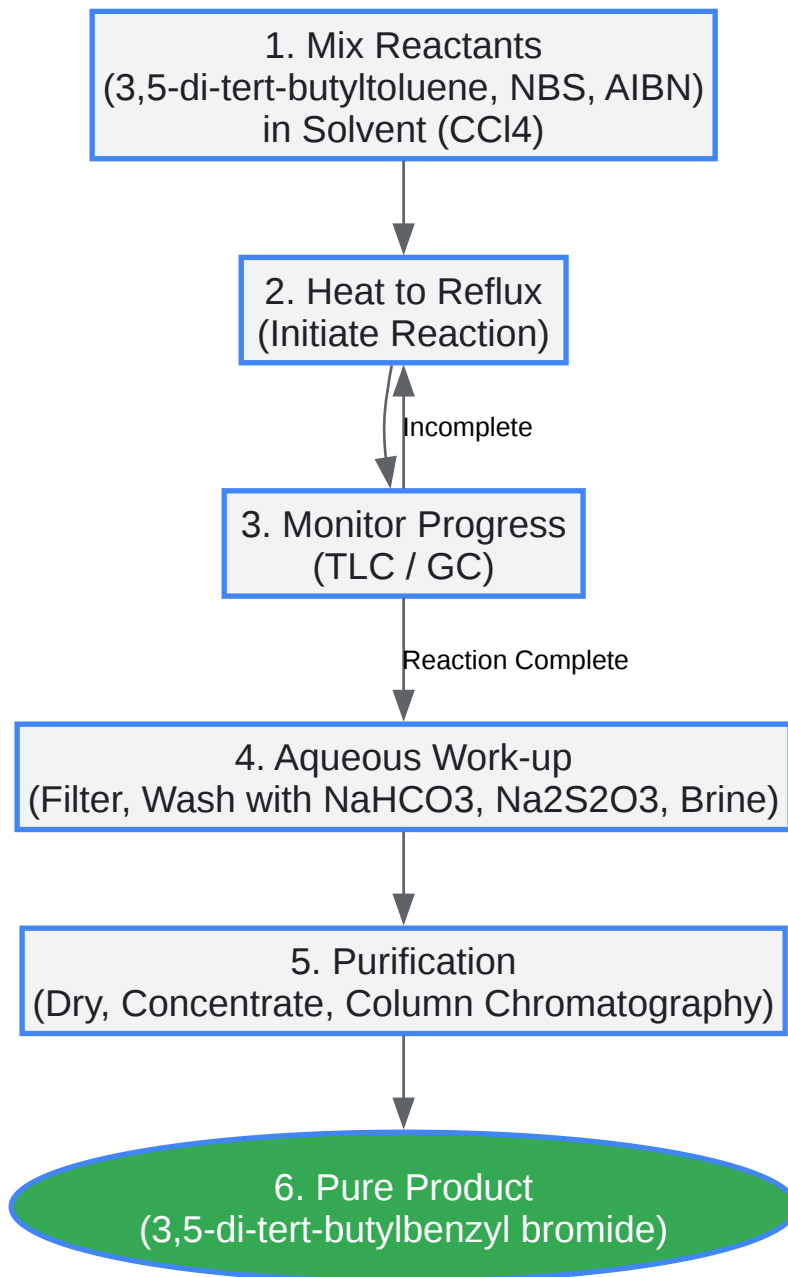 1. Mix Reactants
(3,5-di-tert-butyltoluene, NBS, AIBN)
in Solvent (CCl4)
2. Heat to Reflux
(Initiate Reaction)
Incomplete
3. Monitor Progress
(TLC / GC)
Reaction Complete
4. Aqueous Work-up
(Filter, Wash with NaHCO3, Na2S2O3, Brine)
5. Purification
(Dry, Concentrate, Column Chromatography)
6. Pure Product
(3,5-di-tert-butylbenzyl bromide)